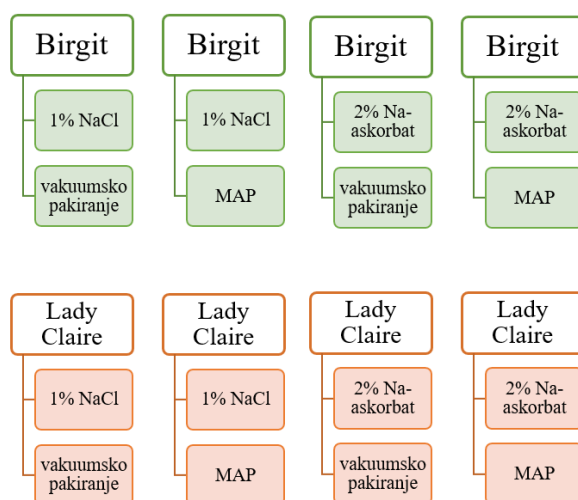 Birgit
1% NaCl
vakuumsko
pakiranje
Birgit
1% NaCl
MAP
Birgit
2% Na-
askorbat
vakuumsko
pakiranje
Birgit
2% Na-
askorbat
MAP
Lady
Claire
1% NaCl
vakuumsko
pakiranje
Lady
Claire
1% NaCl
MAP
Lady
Claire
2% Na-
askorbat
vakuumsko
pakiranje
Lady
Claire
2% Na-
askorbat
MAP